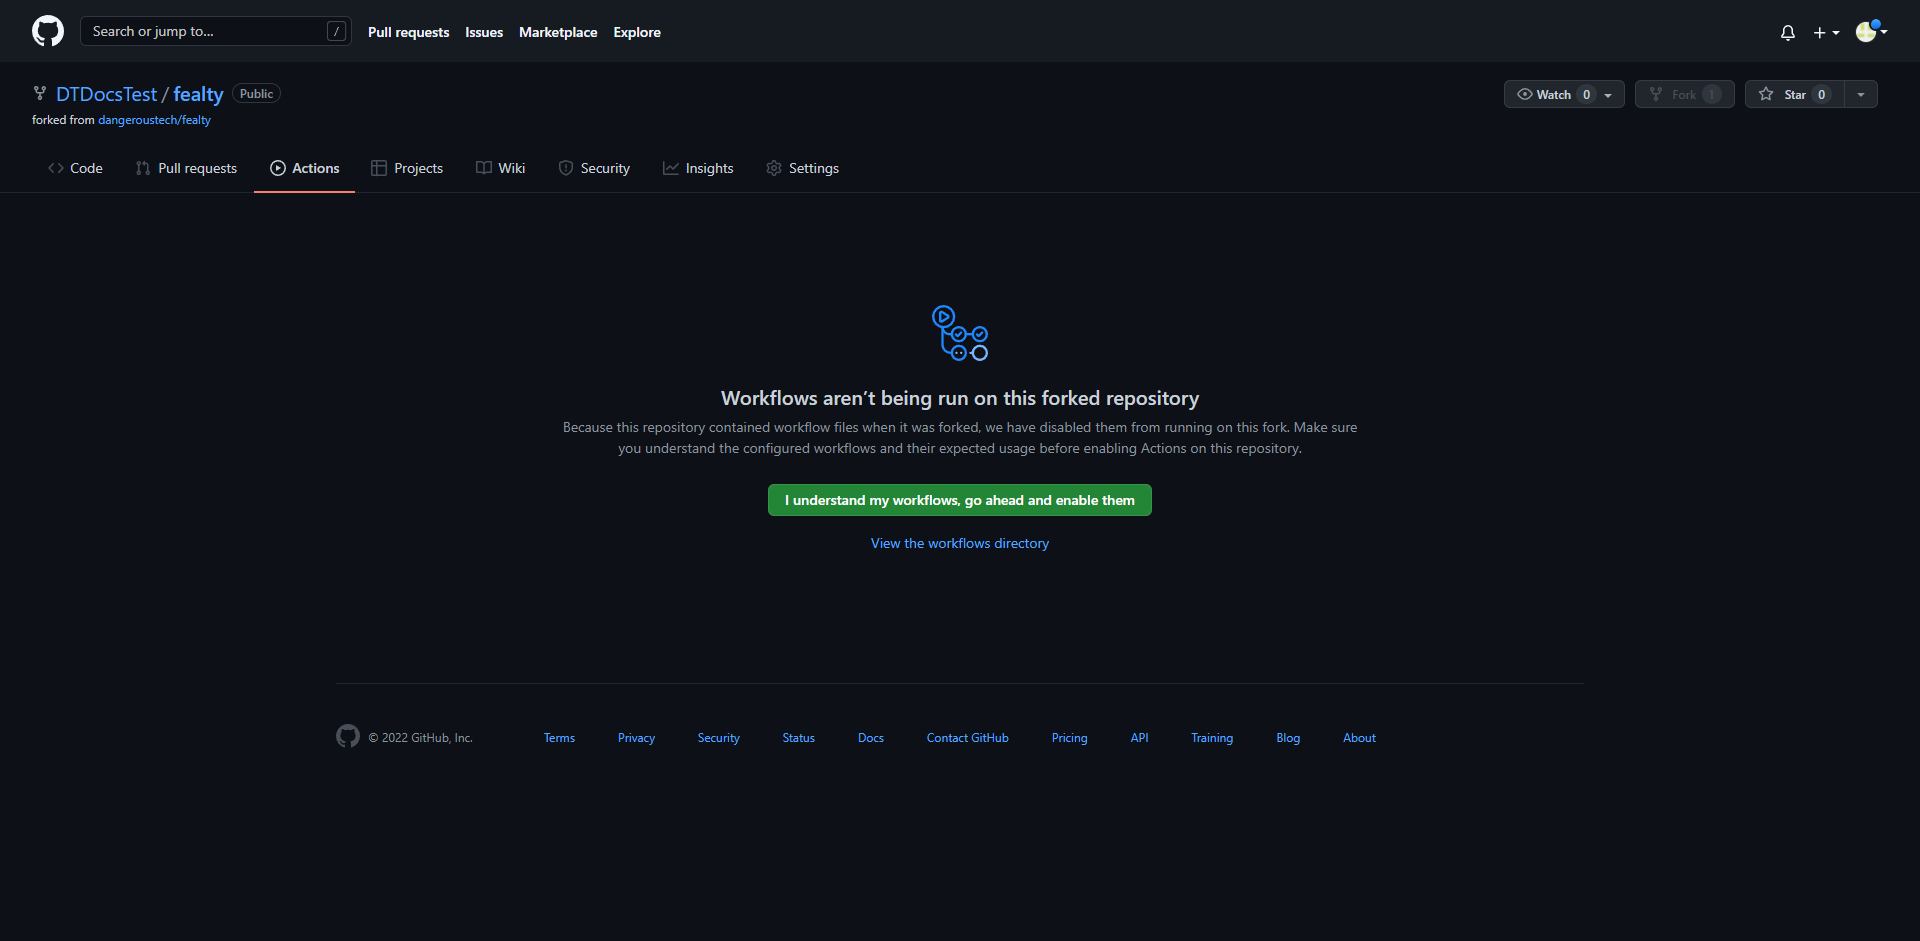 Search or jump to... /
Pull requests Issues Marketplace Explore
DTDocsTest / fealty Public
forked from dangeroustech/fealty
Watch 0 Fork 1 Star 0
Code Pull requests Actions Projects Wiki Security Insights Settings
Workflows aren’t being run on this forked repository
Because this repository contained workflow files when it was forked, we have disabled them from running on this fork. Make sure
you understand the configured workflows and their expected usage before enabling Actions on this repository.
I understand my workflows, go ahead and enable them
View the workflows directory
© 2022 GitHub, Inc. Terms Privacy Security Status Docs Contact GitHub Pricing API Training Blog About